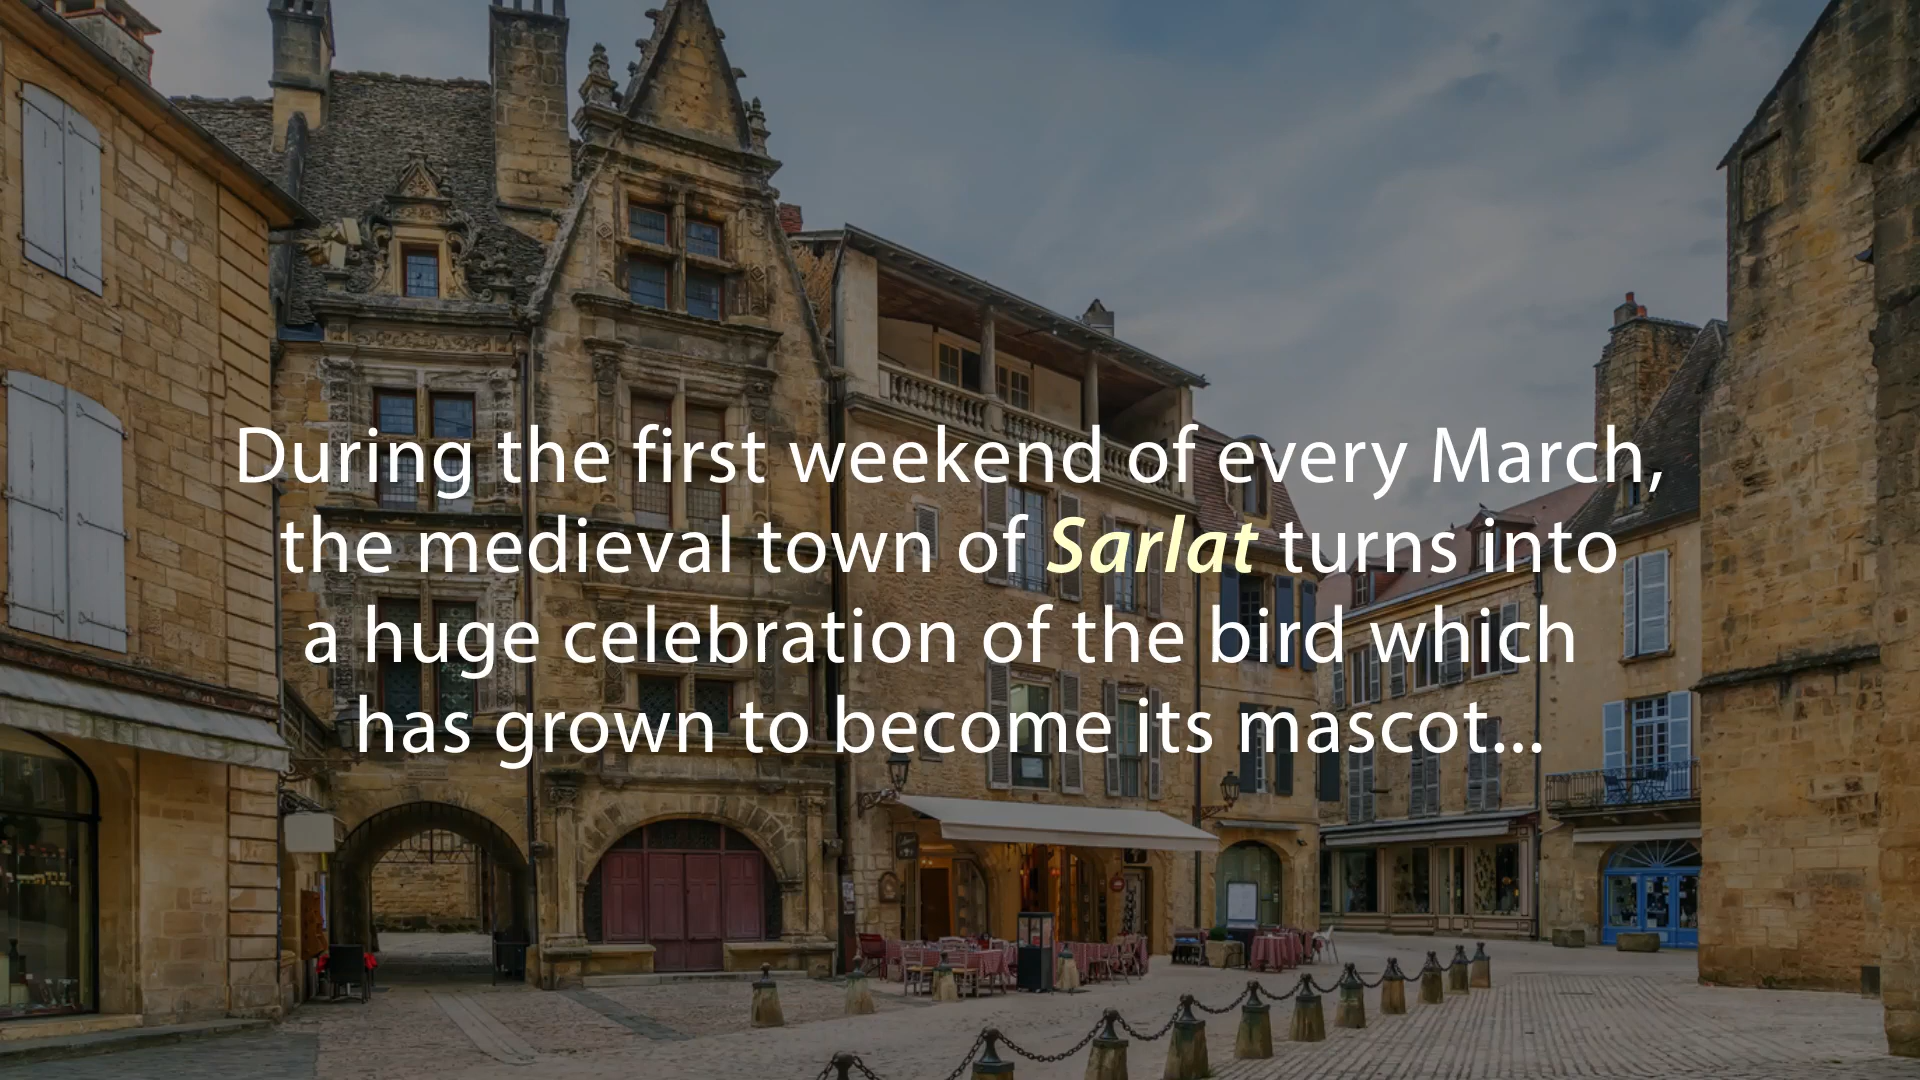 During the first weekend of every March,
the medieval town of Sarlat turns into
a huge celebration of the bird which
has grown to become its mascot...